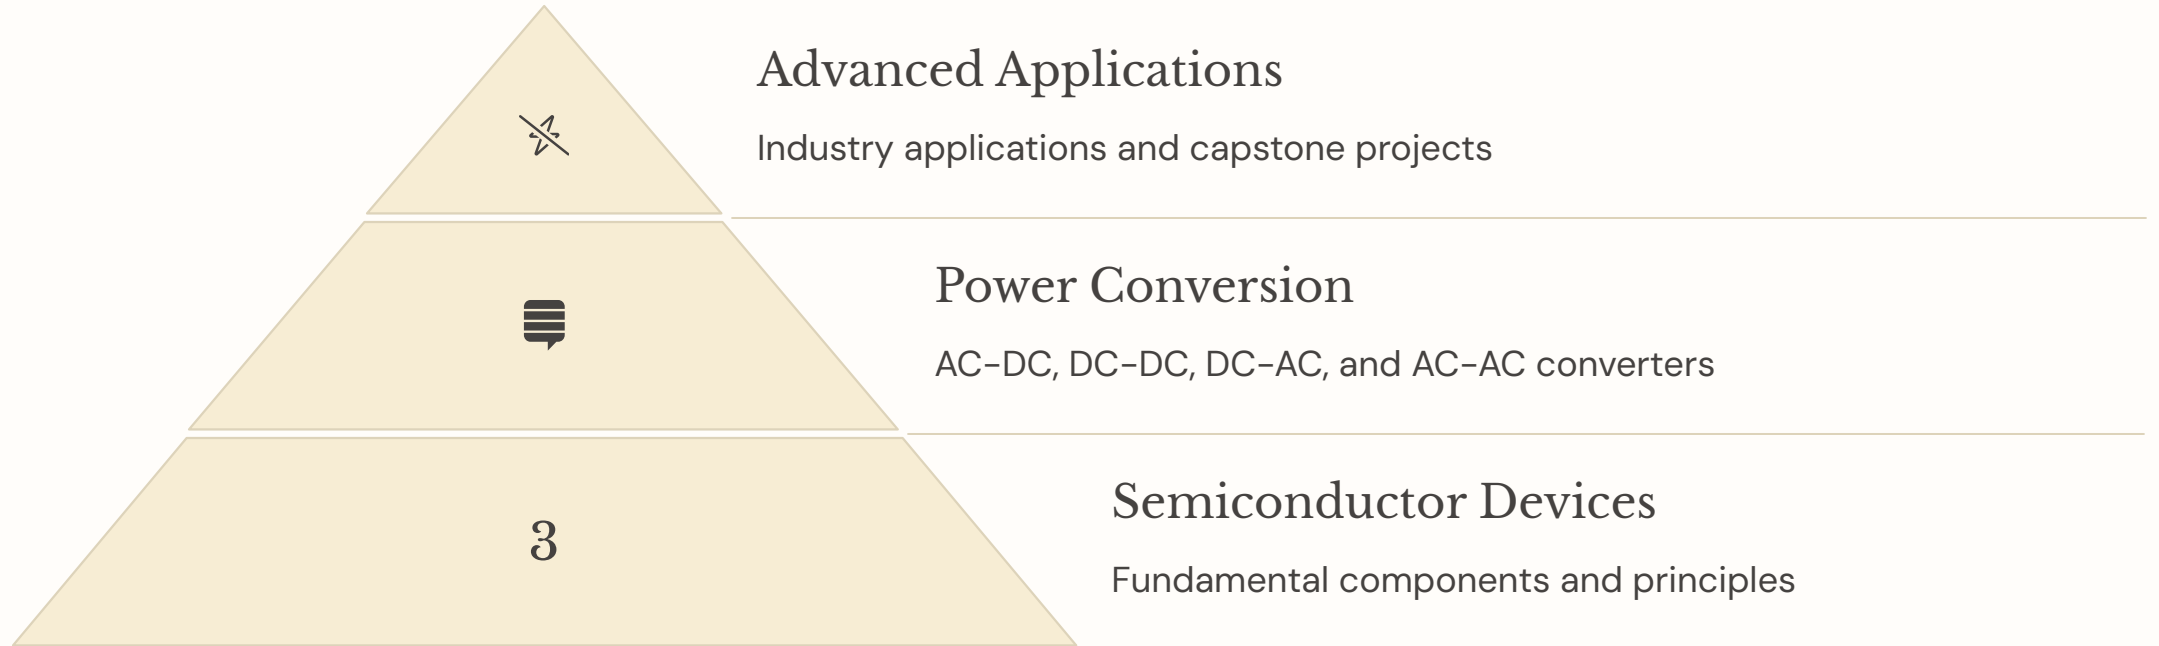 Advanced Applications
Industry applications and capstone projects
Power Conversion
AC-DC, DC-DC, DC-AC, and AC-AC converters
3
Semiconductor Devices
Fundamental components and principles